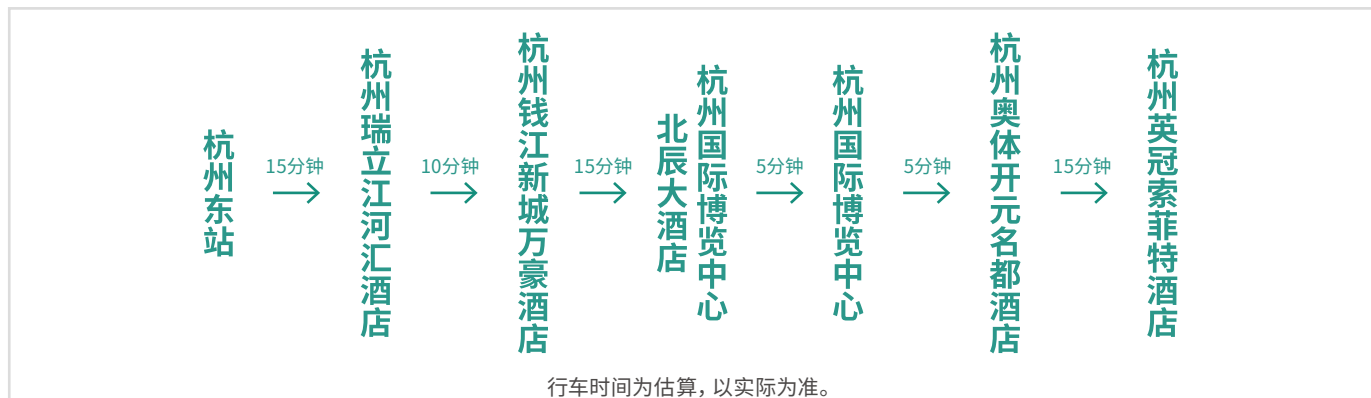 杭州东站
15分钟
杭州瑞立江河汇酒店
10分钟
杭州钱江新城万豪酒店
15分钟
杭州国际博览中心
北辰大酒店
5分钟
杭州国际博览中心
5分钟
杭州奥体开元名都酒店
15分钟
杭州英冠索菲特酒店
行车时间为估算，以实际为准。